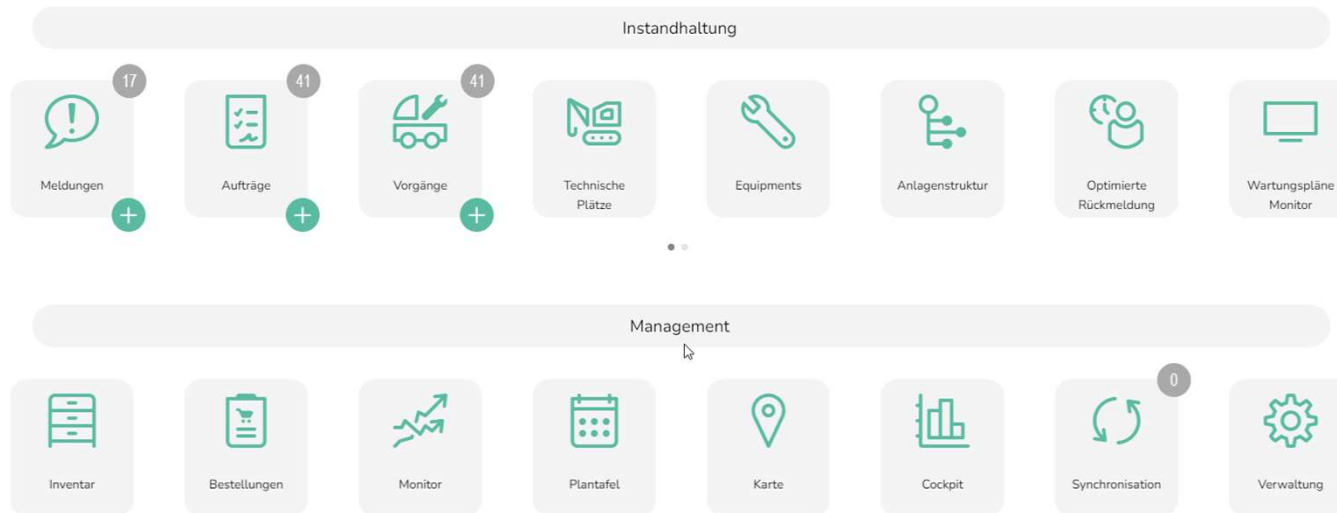 Instandhaltung
17
41
41
Meldungen
Aufträge
Vorgänge
Technische
Plätze
Equipments
Anlagenstruktur
Optimierte
Rückmeldung
Wartungspläne
Monitor
Management
0
Inventar
Bestellungen
Monitor
Plantafel
Karte
Cockpit
Synchronisation
Verwaltung